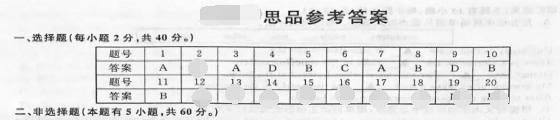 思品参考答案
一、选择题(每小题2分,共40分。)
题号 1 2 3 4 5 6 7 8 9 10
答案 A A D B C A B D B
题号 11 12 13 14 15 16 17 18 19 20
答案 B
二、非选择题(本题有5小题,共60分。)